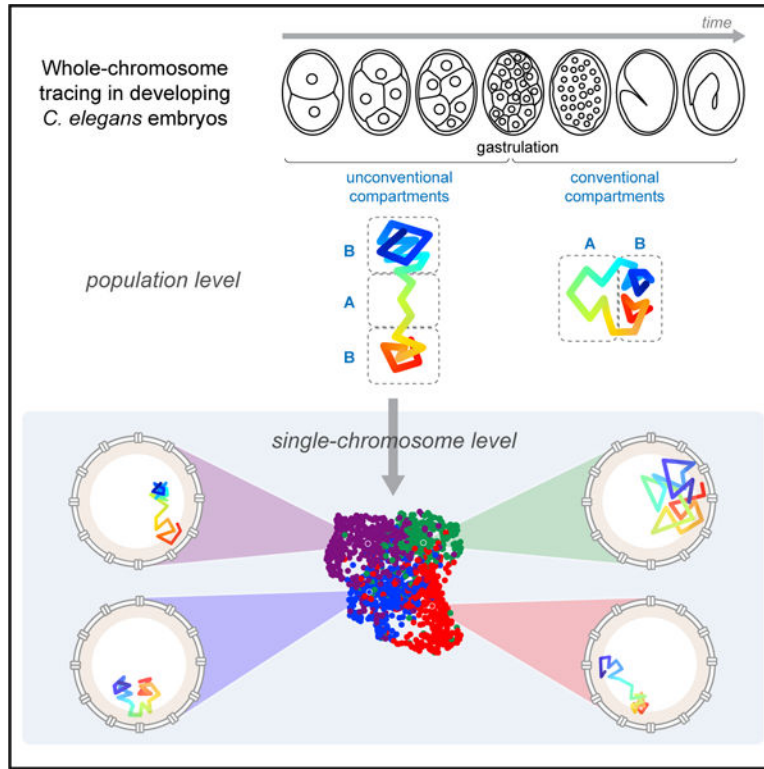 time
Whole-chromosome
tracing in developing
C. elegans embryos
gastrulation
unconventional
compartments
conventional
compartments
A B
B
population level
A
B
single-chromosome level